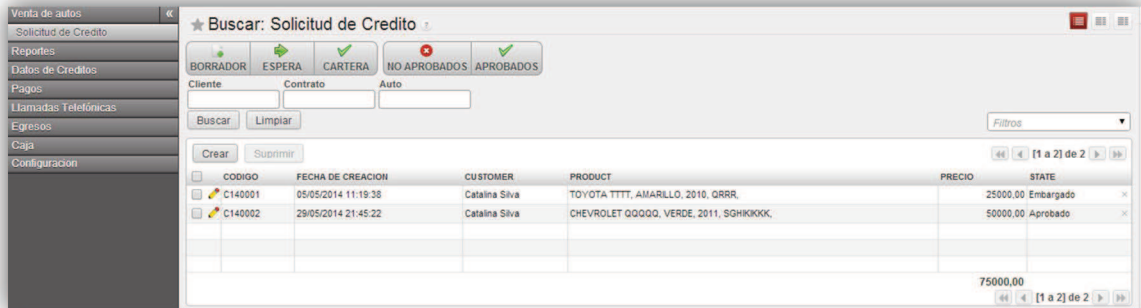 Venta de autos «
Solicitud de Credito
Reportes
Datos de Creditos
Pagos
Llamadas Telefónicas
Egresos
Caja
Configuracion
Buscar: Solicitud de Credito ?
BORRADOR ESPERA CARTERA NO APROBADOS APROBADOS
Cliente Contrato Auto
Buscar Limpiar
Filtros
Crear Suprimir [1 a 2] de 2
CODIGO FECHA DE CREACION CUSTOMER PRODUCT PRECIO STATE
C140001 05/05/2014 11:19:38 Catalina Silva TOYOTA TTTT, AMARILLO, 2010, QRRR, 25000,00 Embargado
C140002 29/05/2014 21:45:22 Catalina Silva CHEVROLET QQQQQ, VERDE, 2011, SGHIKIKKK, 50000,00 Aprobado
75000,00
[1 a 2] de 2